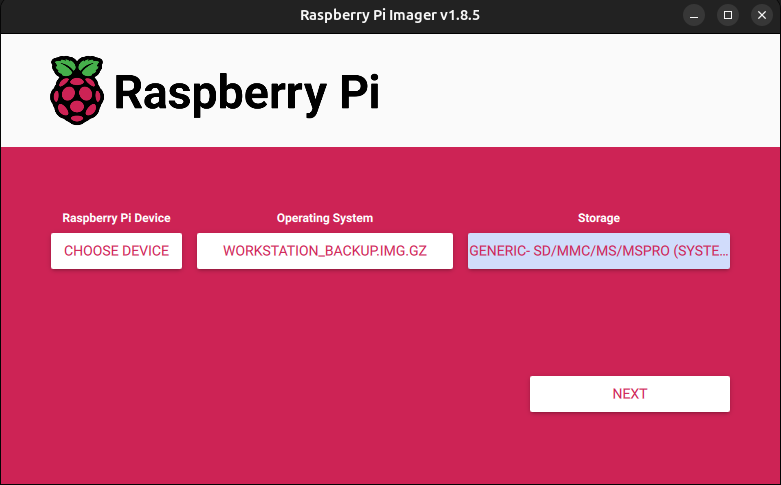 Raspberry Pi Imager v1.8.5
Raspberry Pi
Raspberry Pi Device
Operating System
Storage
CHOOSE DEVICE
WORKSTATION_BACKUP.IMG.GZ
GENERIC- SD/MMC/MS/MSPRO (SYSTE...
NEXT